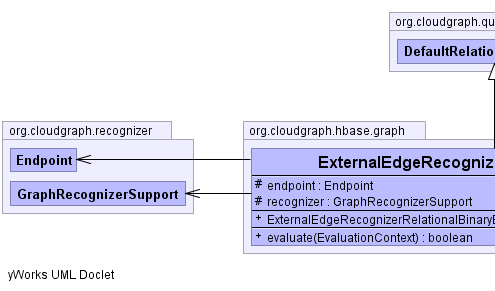 org.cloudgraph.qu
DefaultRelatio
org.cloudgraph.recognizer
org.cloudgraph.hbase.graph
Endpoint
ExternalEdgeRecogniz
GraphRecognizerSupport
# endpoint : Endpoint
# recognizer : GraphRecognizerSupport
+ ExternalEdgeRecognizerRelationalBinaryE
+ evaluate(EvaluationContext) : boolean
yWorks UML Doclet